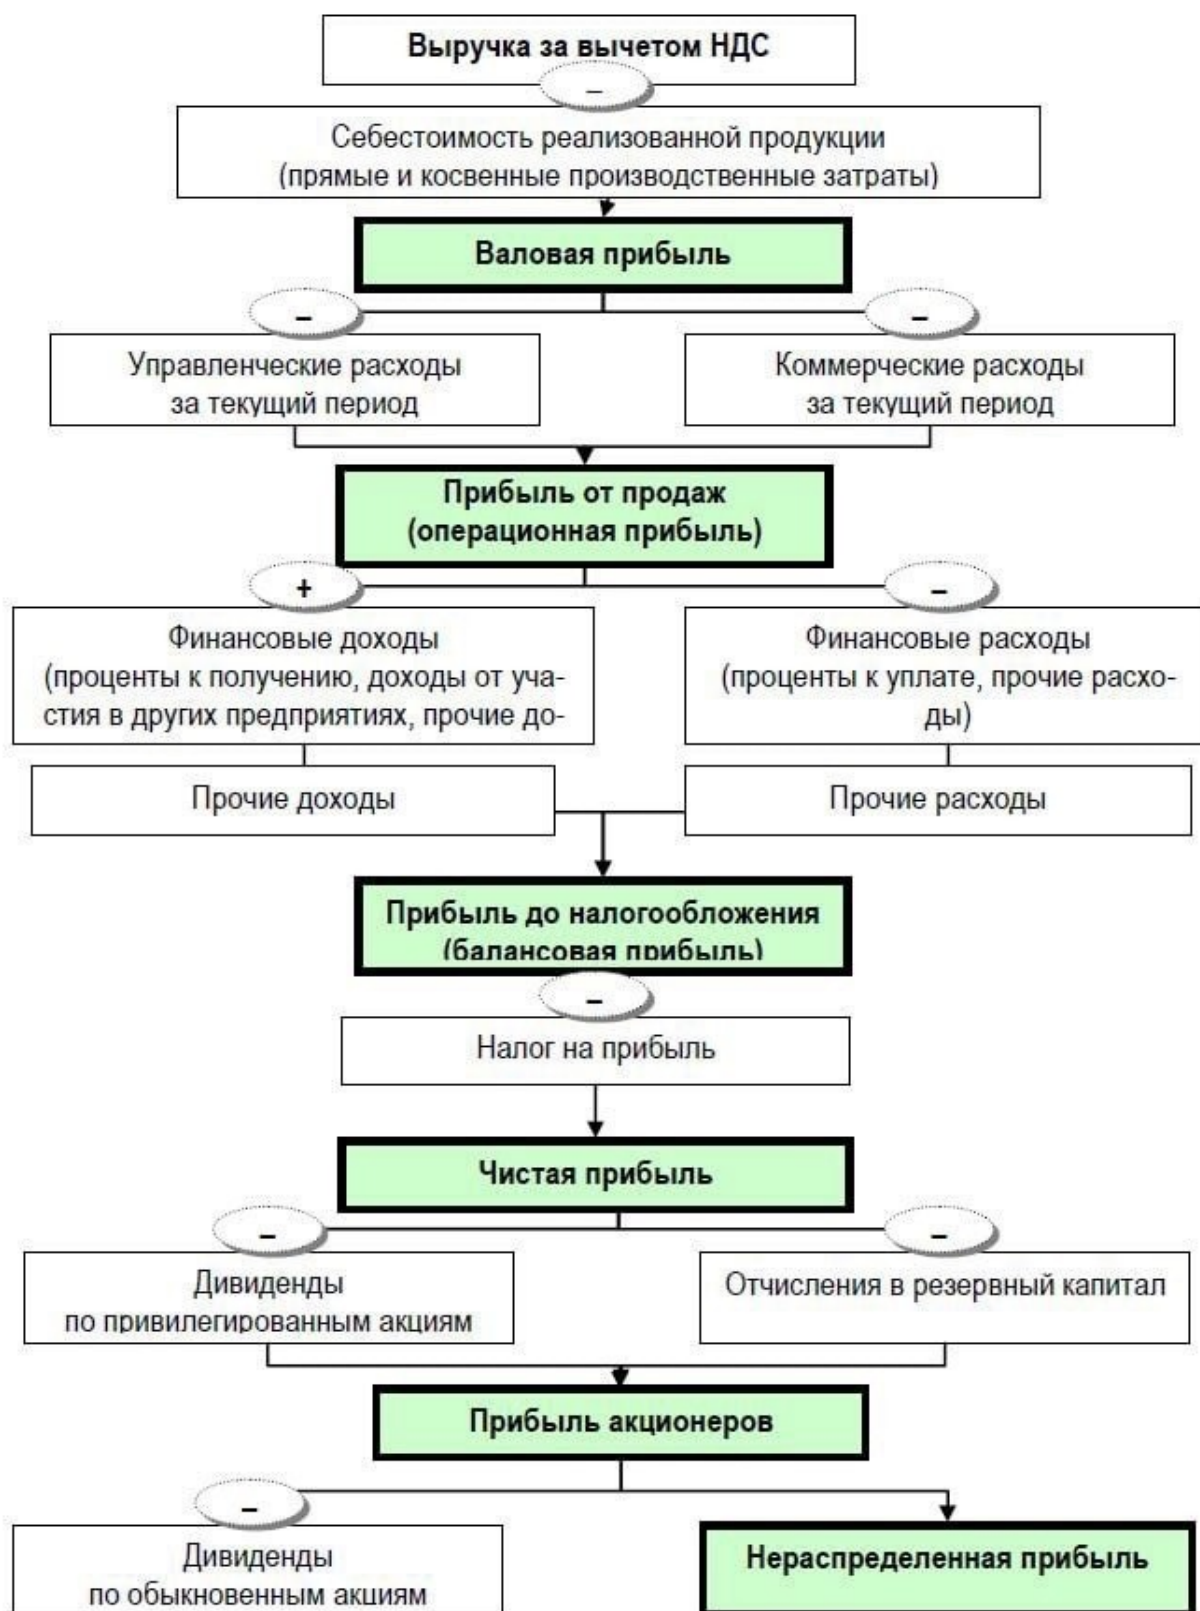 Выручка за вычетом НДС
–
Себестоимость реализованной продукции
(прямые и косвенные производственные затраты)
Валовая прибыль
–
–
Управленческие расходы
за текущий период
Коммерческие расходы
за текущий период
Прибыль от продаж
(операционная прибыль)
+
–
Финансовые доходы
(проценты к получению, доходы от уча-
стия в других предприятиях, прочие до-
Финансовые расходы
(проценты к уплате, прочие расхо-
ды)
Прочие доходы
Прочие расходы
Прибыль до налогообложения
(балансовая прибыль)
–
Налог на прибыль
Чистая прибыль
–
–
Дивиденды
по привилегированным акциям
Отчисления в резервный капитал
Прибыль акционеров
–
Дивиденды
по обыкновенным акциям
Нераспределенная прибыль